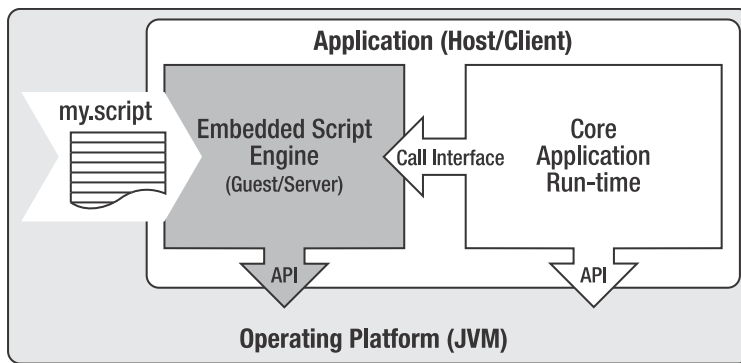 Application (Host/Client)
my.script
Embedded Script
Engine
(Guest/Server)
Call Interface
Core
Application
Run-time
API
API
Operating Platform (JVM)